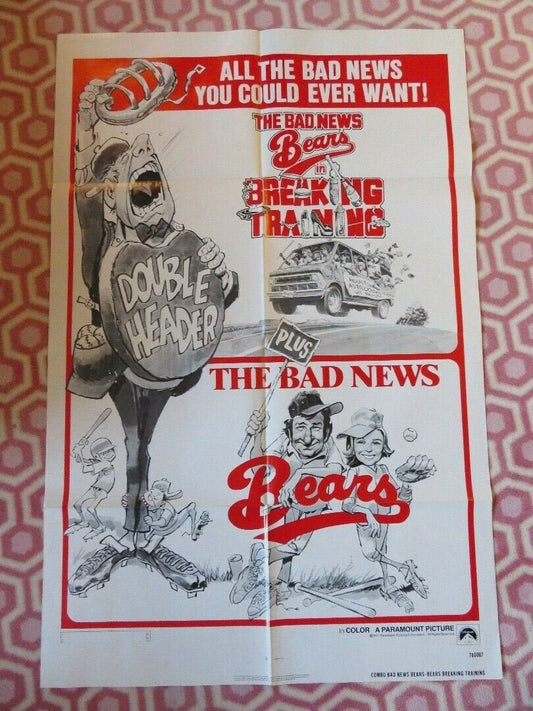 ALL THE BAD NEWS
YOU COULD EVER WANT!
THE BAD NEWS
Bears
in
BREAKING
TRAINING
DOUBLE
HEADER
PLUS
THE BAD NEWS
Bears
In COLOR A PARAMOUNT PICTURE
COMBO BAD NEWS BEARS-BEARS BREAKING TRAINING